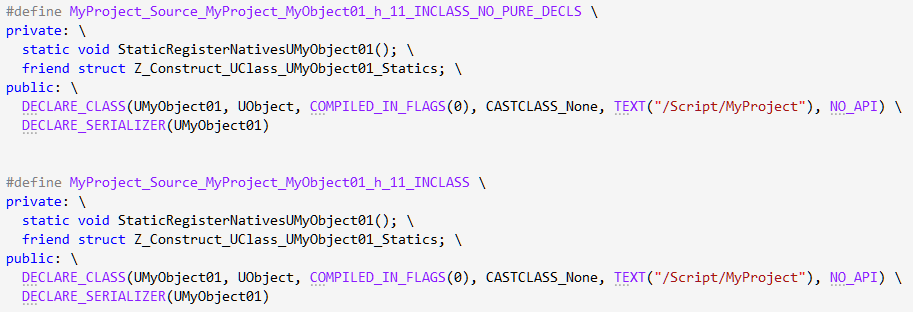 #define MyProject_Source_MyProject_MyObject01_h_11_INCLASS_NO_PURE_DECLS \
private: \
static void StaticRegisterNativesUMyObject01(); \
friend struct Z_Construct_UClass_UMyObject01_Statics; \
public: \
DECLARE_CLASS(UMyObject01, UObject, COMPILED_IN_FLAGS(0), CASTCLASS_None, TEXT("/Script/MyProject"), NO_API) \
DECLARE_SERIALIZER(UMyObject01)
#define MyProject_Source_MyProject_MyObject01_h_11_INCLASS \
private: \
static void StaticRegisterNativesUMyObject01(); \
friend struct Z_Construct_UClass_UMyObject01_Statics; \
public: \
DECLARE_CLASS(UMyObject01, UObject, COMPILED_IN_FLAGS(0), CASTCLASS_None, TEXT("/Script/MyProject"), NO_API) \
DECLARE_SERIALIZER(UMyObject01)